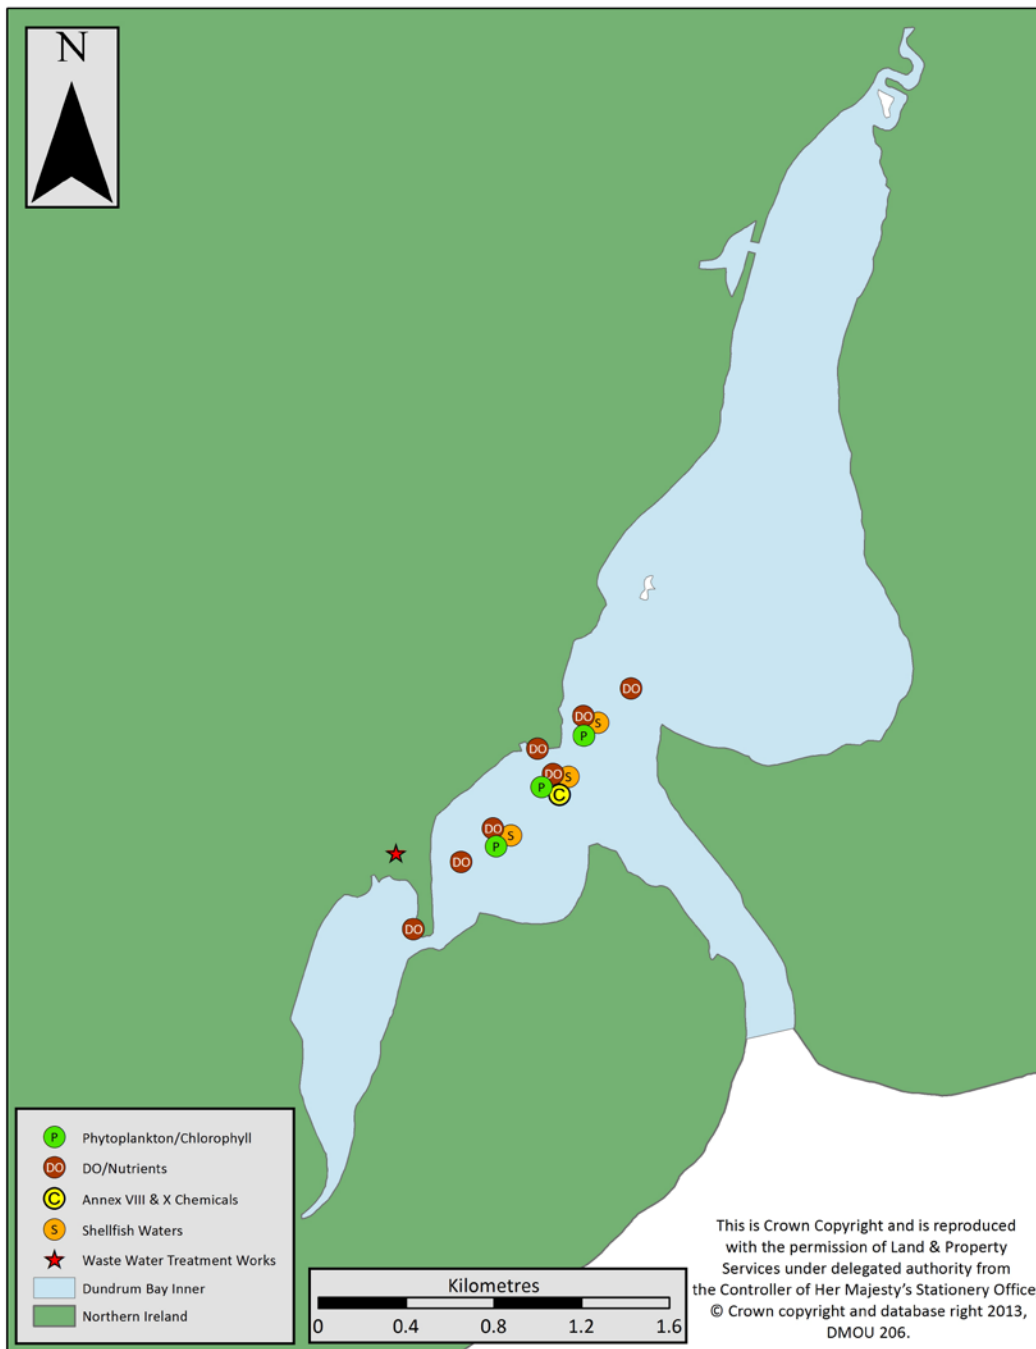 N
DO
DO
S
P
DO
DO
S
P
C
DO
S
P
DO
DO
P Phytoplankton/Chlorophyll
DO DO/Nutrients
C Annex VIII & X Chemicals
S Shellfish Waters
Waste Water Treatment Works
Dundrum Bay Inner
Northern Ireland
Kilometres
0 0.4 0.8 1.2 1.6
This is Crown Copyright and is reproduced
with the permission of Land & Property
Services under delegated authority from
the Controller of Her Majesty's Stationery Office
© Crown copyright and database right 2013,
DMOU 206.